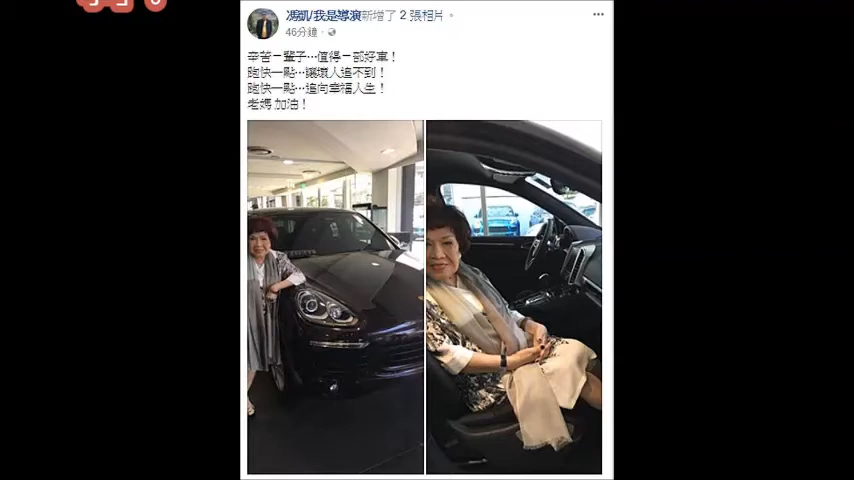 馮凱/我是導演新增了 2 張相片。
46分鐘 ·
辛苦一輩子…值得一部好車！
跑快一點…讓壞人追不到！
跑快一點…追向幸福人生！
老媽 加油！